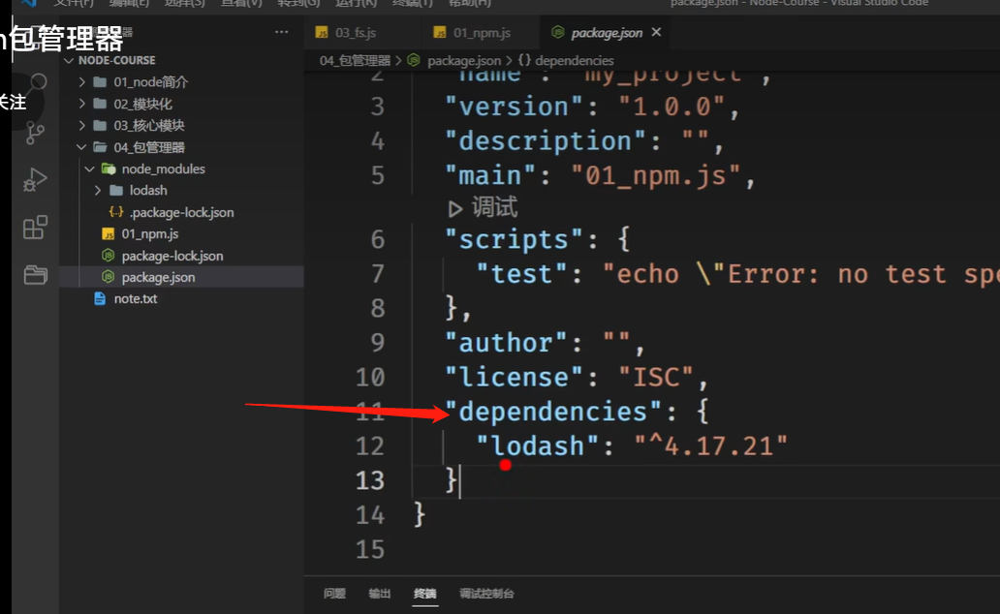 文件(F) 编辑(E) 选择(S) 查看(V) 转到(G) 运行(R) 终端(T) 帮助(H)
package.json - Node-Course - Visual Studio Code
包管理器
关注
03_fs.js
01_npm.js
package.json
04_包管理器 > package.json > {} dependencies
NODE-COURSE
01_node简介
02_模块化
03_核心模块
04_包管理器
node_modules
lodash
.package-lock.json
01_npm.js
package-lock.json
package.json
note.txt
2 "name": "my_project",
3 "version": "1.0.0",
4 "description": "",
5 "main": "01_npm.js",
调试
6 "scripts": {
7 "test": "echo \"Error: no test spe
8 },
9 "author": "",
10 "license": "ISC",
11 "dependencies": {
12 "lodash": "^4.17.21"
13 }
14 }
15
问题 输出 终端 调试控制台